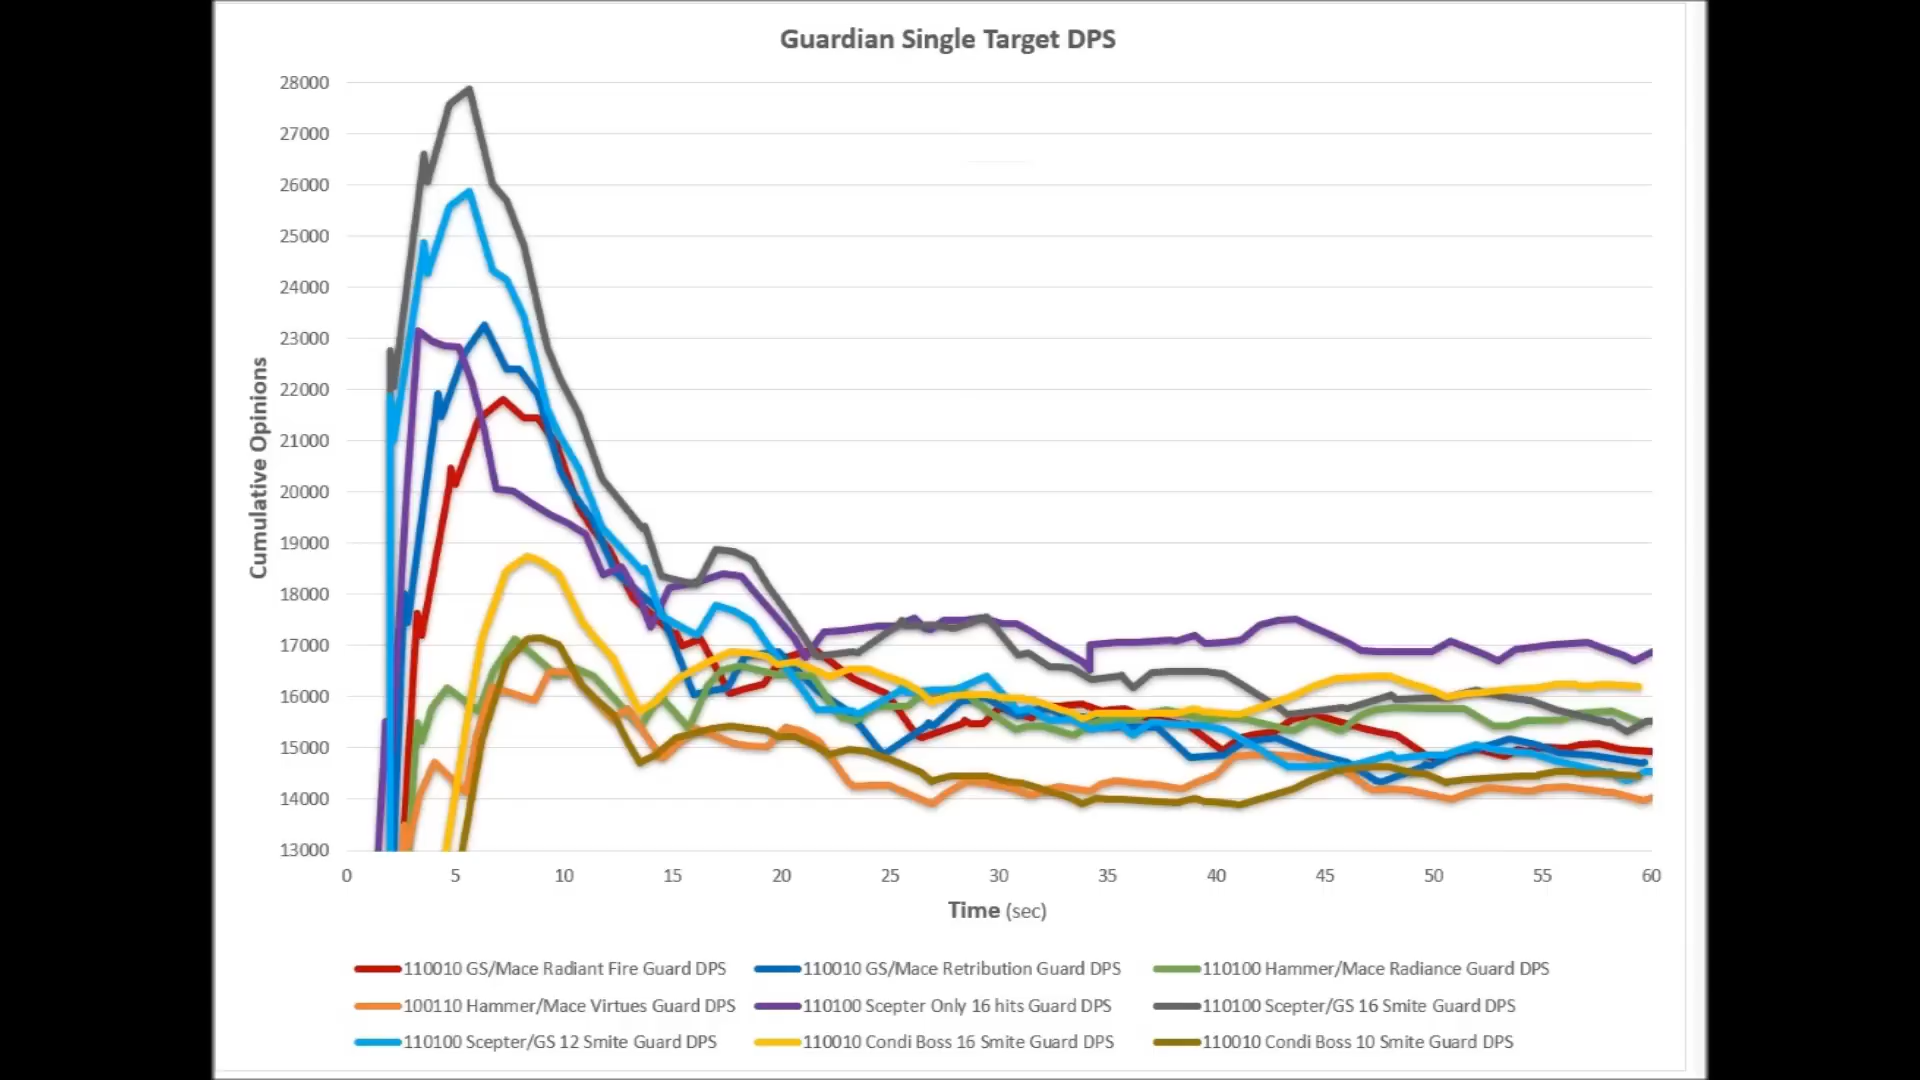 Guardian Single Target DPS
28000
27000
26000
25000
24000
23000
22000
21000
20000
19000
18000
17000
16000
15000
14000
13000
Cumulative Opinions
0 5 10 15 20 25 30 35 40 45 50 55 60
Time (sec)
110010 GS/Mace Radiant Fire Guard DPS 110010 GS/Mace Retribution Guard DPS 110100 Hammer/Mace Radiance Guard DPS
100110 Hammer/Mace Virtues Guard DPS 110100 Scepter Only 16 hits Guard DPS 110100 Scepter/GS 16 Smite Guard DPS
110100 Scepter/GS 12 Smite Guard DPS 110010 Condi Boss 16 Smite Guard DPS 110010 Condi Boss 10 Smite Guard DPS